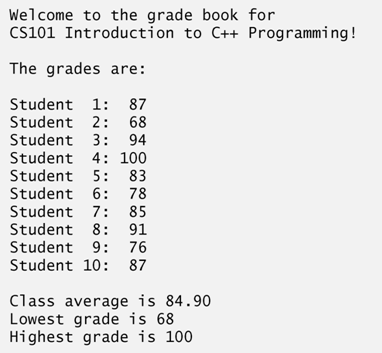 Welcome to the grade book for
CS101 Introduction to C++ Programming!
The grades are:
Student  1:  87
Student  2:  68
Student  3:  94
Student  4: 100
Student  5:  83
Student  6:  78
Student  7:  85
Student  8:  91
Student  9:  76
Student 10:  87
Class average is 84.90
Lowest grade is 68
Highest grade is 100